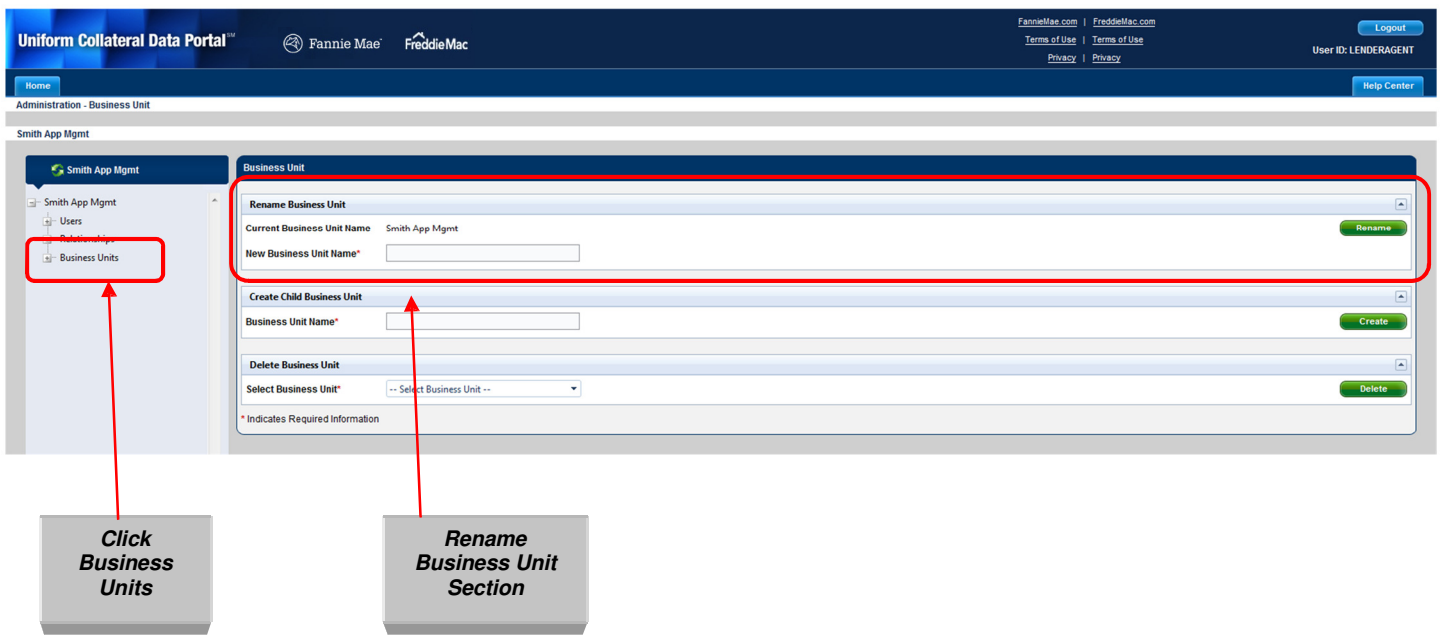 FannieMae.com | FreddieMac.com
Logout
Uniform Collateral Data Portal℠ Fannie Mae FreddieMac
Terms of Use | Terms of Use
User ID: LENDERAGENT
Privacy | Privacy
Home
Help Center
Administration - Business Unit
Smith App Mgmt
Smith App Mgmt
Smith App Mgmt
Users
Relationships
Business Units
Business Unit
Rename Business Unit
Current Business Unit Name Smith App Mgmt
Rename
New Business Unit Name*
Create Child Business Unit
Business Unit Name*
Create
Delete Business Unit
Select Business Unit* -- Select Business Unit --
Delete
* Indicates Required Information
Click
Business
Units
Rename
Business Unit
Section